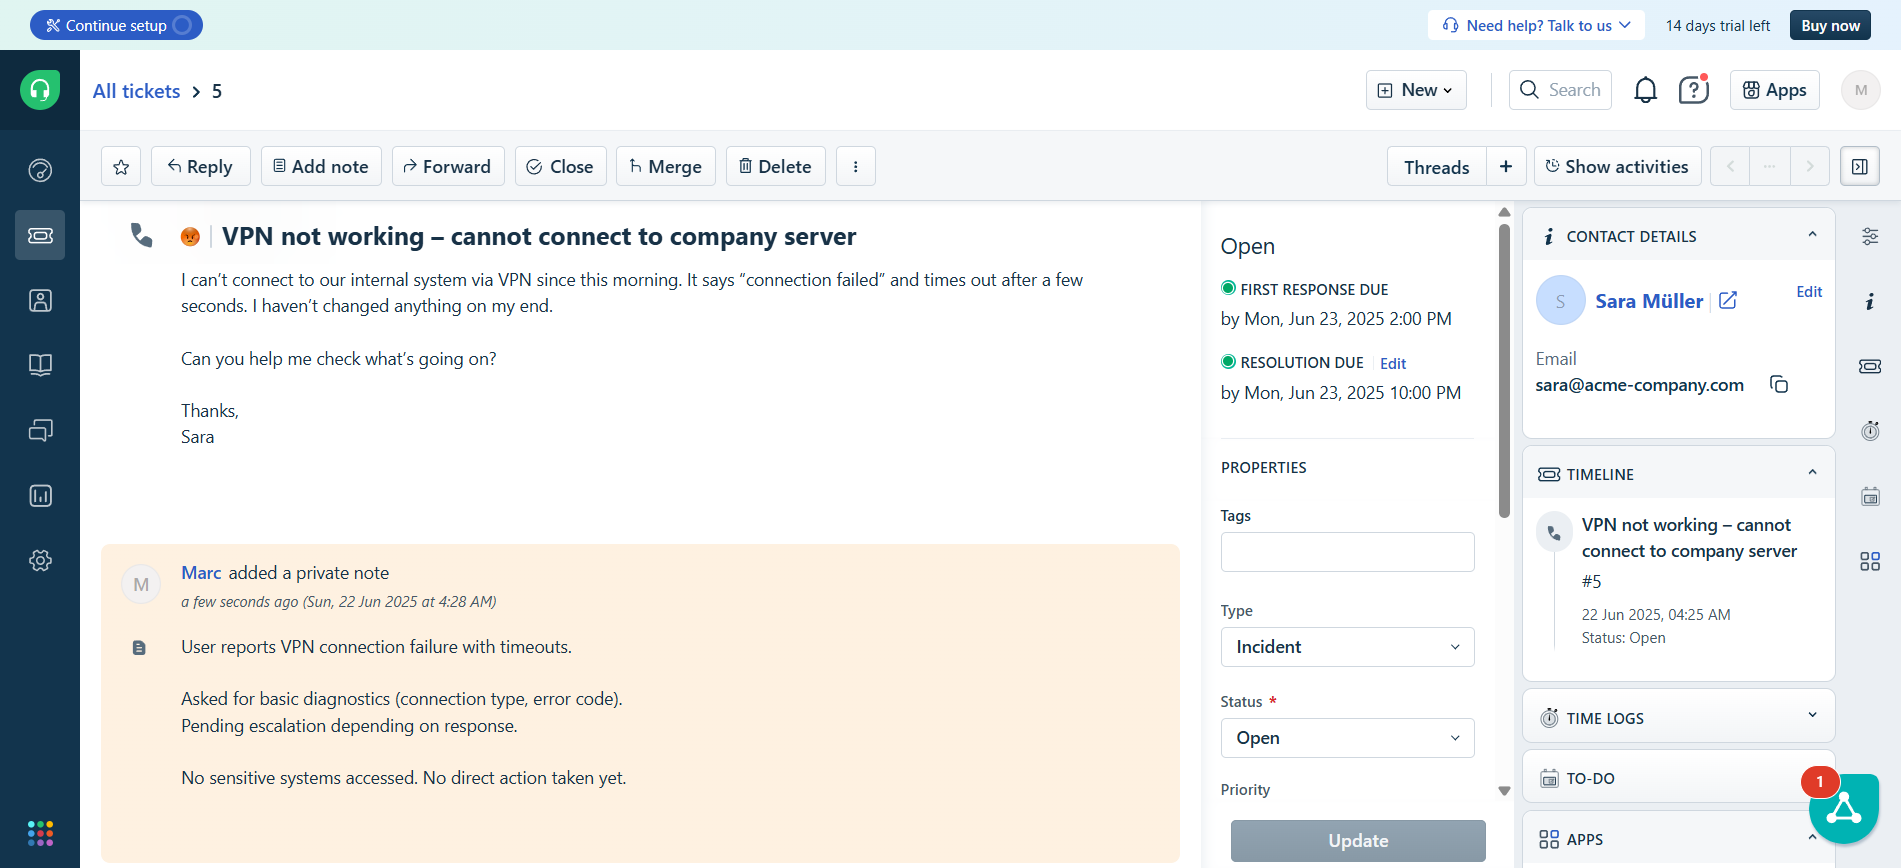 Continue setup
Need help? Talk to us
14 days trial left
Buy now
All tickets > 5
New
Search
Apps
M
Reply
Add note
Forward
Close
Merge
Delete
Threads
+
Show activities
VPN not working – cannot connect to company server
I can’t connect to our internal system via VPN since this morning. It says “connection failed” and times out after a few
seconds. I haven’t changed anything on my end.
Can you help me check what’s going on?
Thanks,
Sara
M
Marc added a private note
a few seconds ago (Sun, 22 Jun 2025 at 4:28 AM)
User reports VPN connection failure with timeouts.
Asked for basic diagnostics (connection type, error code).
Pending escalation depending on response.
No sensitive systems accessed. No direct action taken yet.
Open
FIRST RESPONSE DUE
by Mon, Jun 23, 2025 2:00 PM
RESOLUTION DUE Edit
by Mon, Jun 23, 2025 10:00 PM
PROPERTIES
Tags
Type
Incident
Status *
Open
Priority
Update
CONTACT DETAILS
S
Sara Müller
Edit
Email
sara@acme-company.com
TIMELINE
VPN not working – cannot
connect to company server
#5
22 Jun 2025, 04:25 AM
Status: Open
TIME LOGS
TO-DO
1
APPS